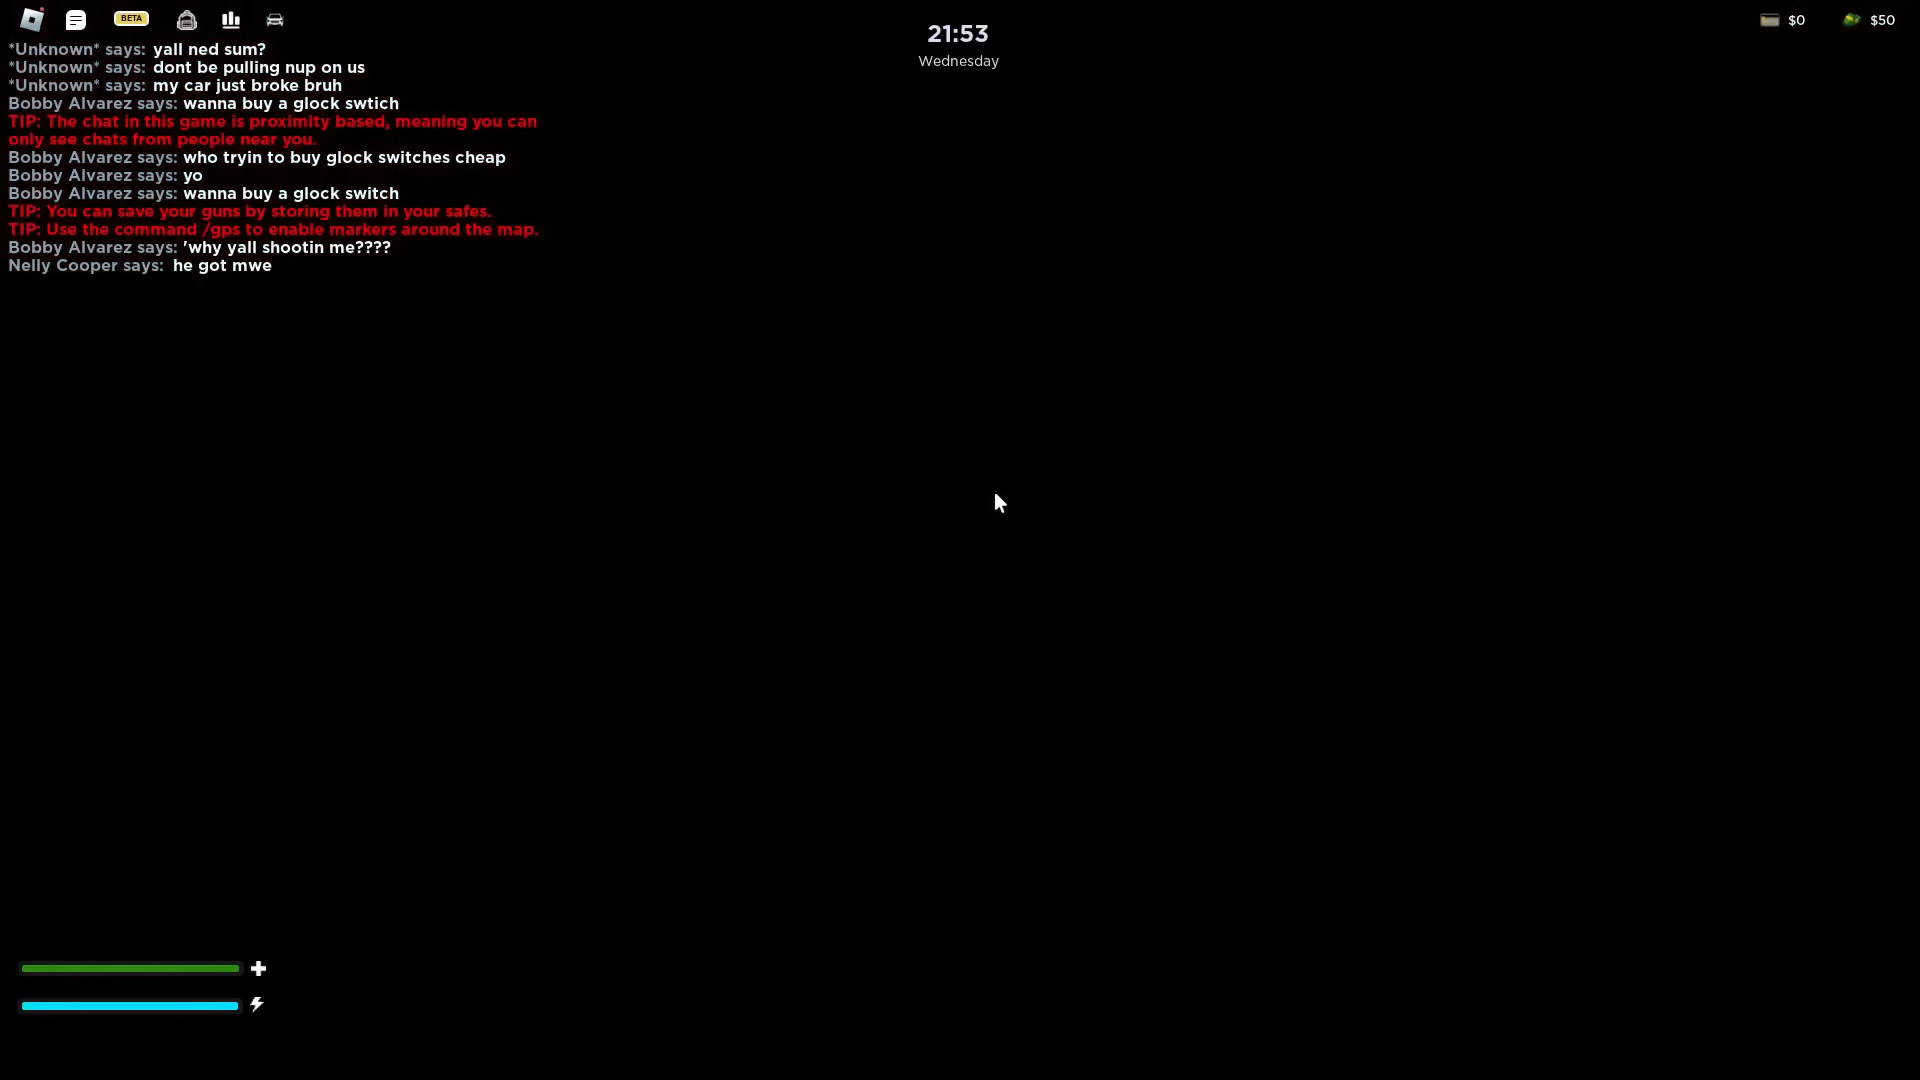 BETA
21:53
Wednesday
$0
$50
*Unknown* says: yall ned sum?
*Unknown* says: dont be pulling nup on us
*Unknown* says: my car just broke bruh
Bobby Alvarez says: wanna buy a glock swtich
TIP: The chat in this game is proximity based, meaning you can
only see chats from people near you.
Bobby Alvarez says: who tryin to buy glock switches cheap
Bobby Alvarez says: yo
Bobby Alvarez says: wanna buy a glock switch
TIP: You can save your guns by storing them in your safes.
TIP: Use the command /gps to enable markers around the map.
Bobby Alvarez says: 'why yall shootin me????
Nelly Cooper says: he got mwe